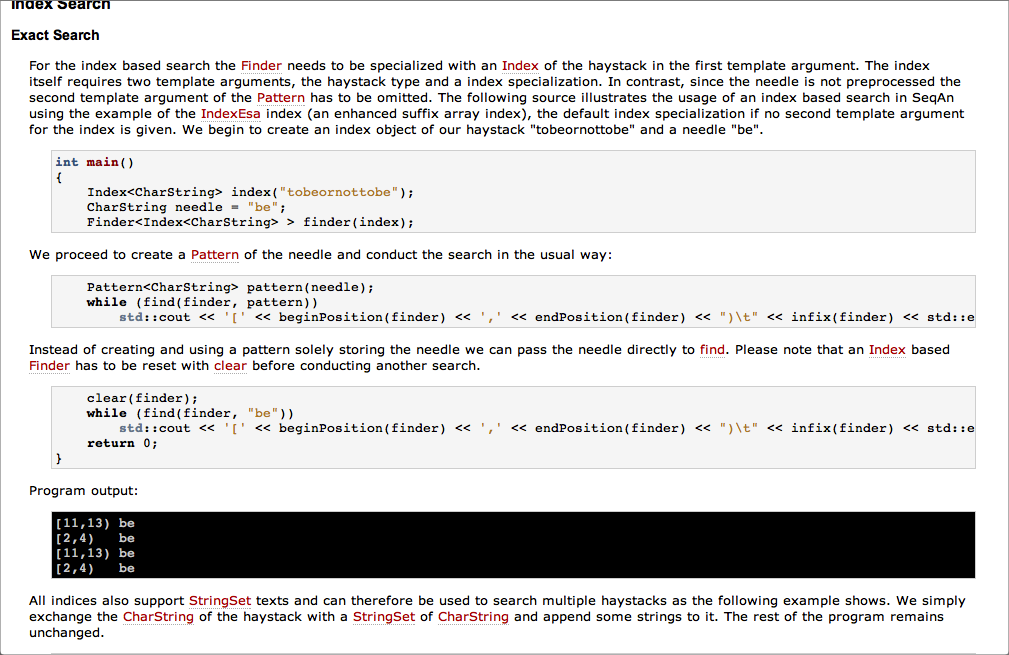 Index Search
Exact Search
For the index based search the Finder needs to be specialized with an Index of the haystack in the first template argument. The index
itself requires two template arguments, the haystack type and a index specialization. In contrast, since the needle is not preprocessed the
second template argument of the Pattern has to be omitted. The following source illustrates the usage of an index based search in SeqAn
using the example of the IndexEsa index (an enhanced suffix array index), the default index specialization if no second template argument
for the index is given. We begin to create an index object of our haystack "tobeornottobe" and a needle "be".
int main()
{
    Index<CharString> index("tobeornottobe");
    CharString needle = "be";
    Finder<Index<CharString> > finder(index);
We proceed to create a Pattern of the needle and conduct the search in the usual way:
    Pattern<CharString> pattern(needle);
    while (find(finder, pattern))
        std::cout << '[' << beginPosition(finder) << ',' << endPosition(finder) << ")\t" << infix(finder) << std::e
Instead of creating and using a pattern solely storing the needle we can pass the needle directly to find. Please note that an Index based
Finder has to be reset with clear before conducting another search.
    clear(finder);
    while (find(finder, "be"))
        std::cout << '[' << beginPosition(finder) << ',' << endPosition(finder) << ")\t" << infix(finder) << std::e
    return 0;
}
Program output:
[11,13) be
[2,4)   be
[11,13) be
[2,4)   be
All indices also support StringSet texts and can therefore be used to search multiple haystacks as the following example shows. We simply
exchange the CharString of the haystack with a StringSet of CharString and append some strings to it. The rest of the program remains
unchanged.